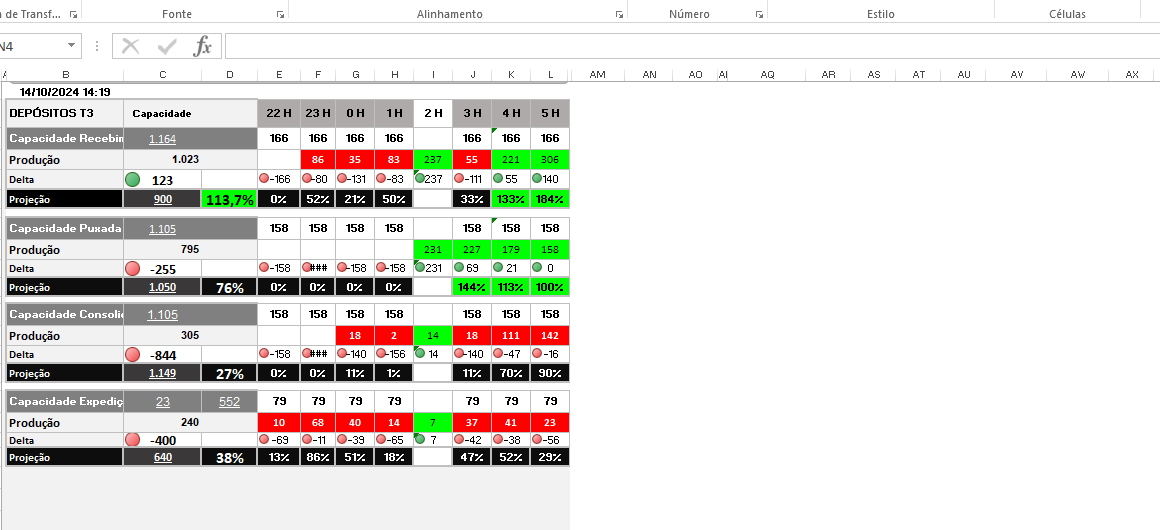 de Transf...
Fonte
Alinhamento
Número
Estilo
Células
N4
fx
A B C D E F G H I J K L AM AN AO AI AQ AR AS AT AU AV AW AX
14/10/2024 14:19
DEPÓSITOS T3 Capacidade 22 H 23 H 0 H 1 H 2 H 3 H 4 H 5 H
Capacidade Recebim 1.164 166 166 166 166 166 166 166
Produção 1.023 86 35 83 237 55 221 306
Delta 123 -166 -80 -131 -83 237 -111 55 140
Projeção 900 113,7% 0% 52% 21% 50% 33% 133% 184%
Capacidade Puxada 1.105 158 158 158 158 158 158 158
Produção 795 231 227 179 158
Delta -255 -158 ### -158 -158 231 69 21 0
Projeção 1.050 76% 0% 0% 0% 0% 144% 113% 100%
Capacidade Consolid 1.105 158 158 158 158 158 158 158
Produção 305 18 2 14 18 111 142
Delta -844 -158 ### -140 -156 14 -140 -47 -16
Projeção 1.149 27% 0% 0% 11% 1% 11% 70% 90%
Capacidade Expediç 23 552 79 79 79 79 79 79 79
Produção 240 10 68 40 14 7 37 41 23
Delta -400 -69 -11 -39 -65 7 -42 -38 -56
Projeção 640 38% 13% 86% 51% 18% 47% 52% 29%